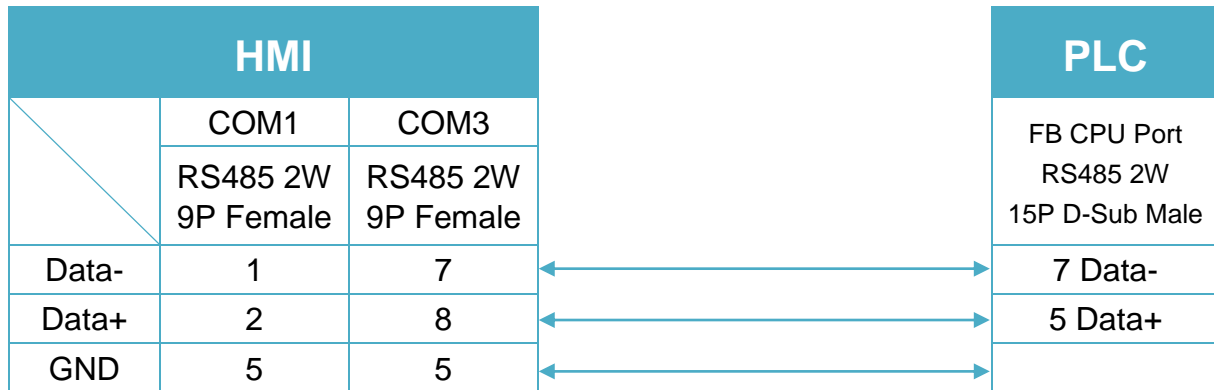 HMI PLC
COM1 COM3
FB CPU Port
RS485 2W
15P D-Sub Male
RS485 2W RS485 2W
9P Female 9P Female
Data- 1 7 7 Data-
Data+ 2 8 5 Data+
GND 5 5